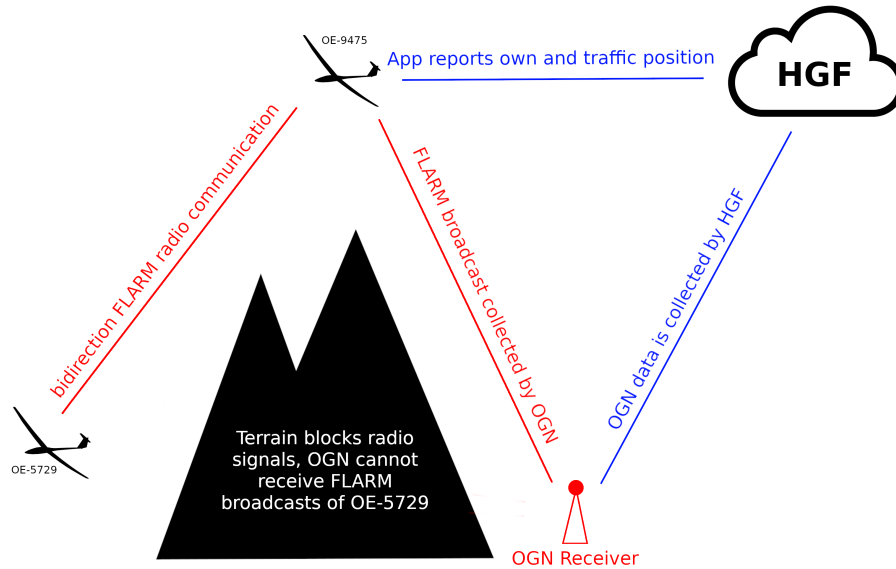 OE-9475
App reports own and traffic position
HGF
bidirection FLARM radio communication
FLARM broadcast collected by OGN
OGN data is collected by HGF
Terrain blocks radio
signals, OGN cannot
receive FLARM
broadcasts of OE-5729
OE-5729
OGN Receiver